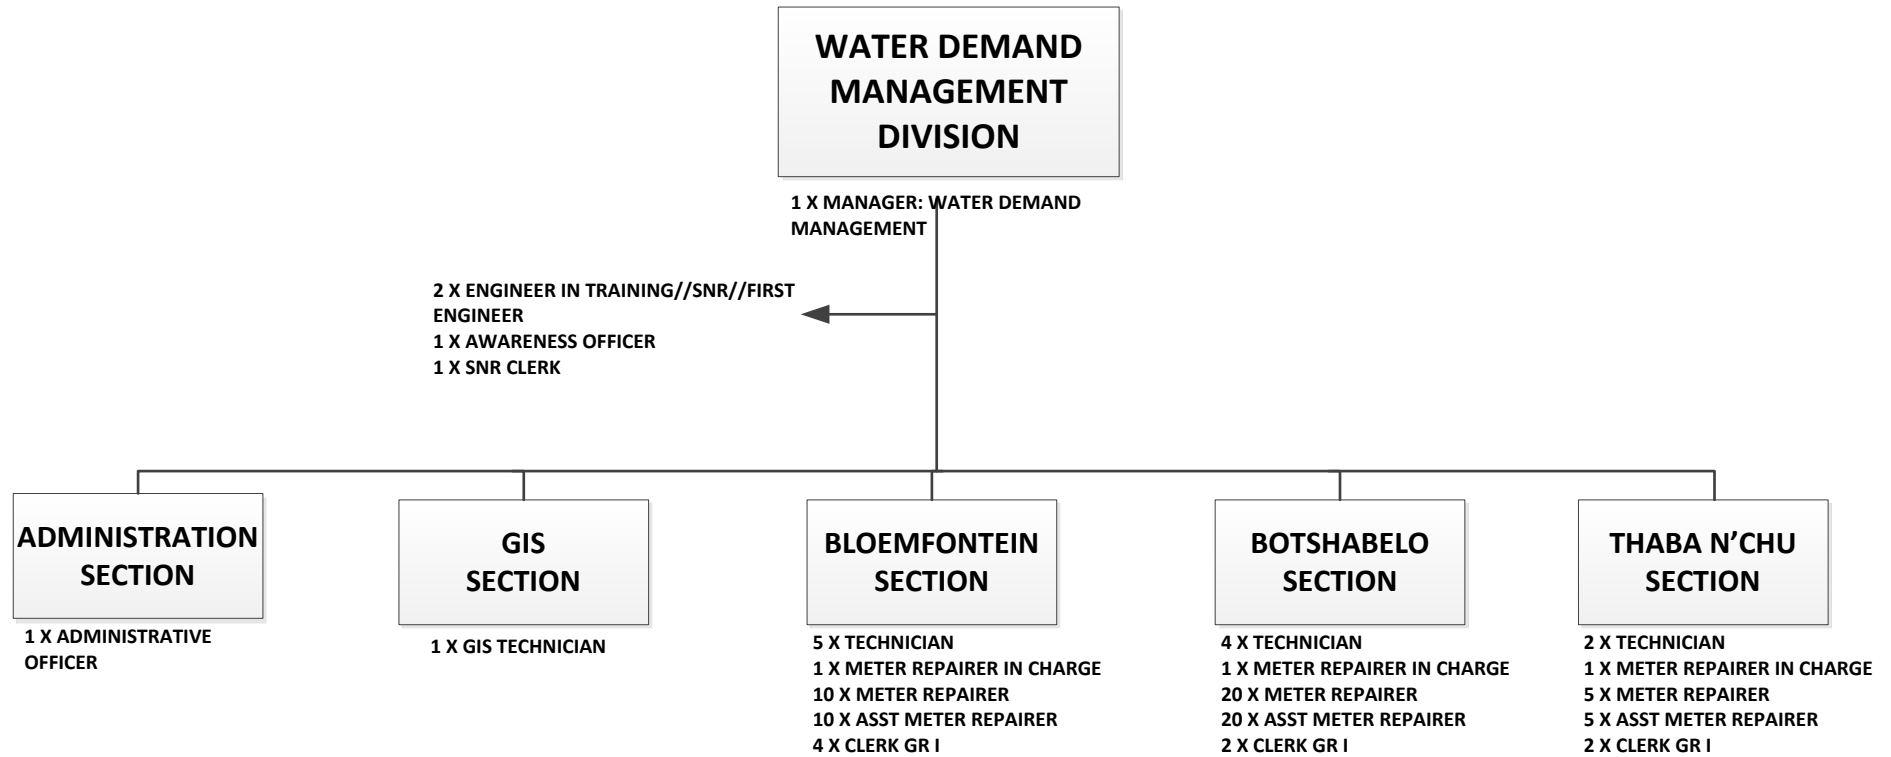 WATER DEMAND
MANAGEMENT
DIVISION
1 X MANAGER: WATER DEMAND
MANAGEMENT
2 X ENGINEER IN TRAINING//SNR//FIRST
ENGINEER
1 X AWARENESS OFFICER
1 X SNR CLERK
ADMINISTRATION
SECTION
1 X ADMINISTRATIVE
OFFICER
GIS
SECTION
1 X GIS TECHNICIAN
BLOEMFONTEIN
SECTION
5 X TECHNICIAN
1 X METER REPAIRER IN CHARGE
10 X METER REPAIRER
10 X ASST METER REPAIRER
4 X CLERK GR I
BOTSHABELO
SECTION
4 X TECHNICIAN
1 X METER REPAIRER IN CHARGE
20 X METER REPAIRER
20 X ASST METER REPAIRER
2 X CLERK GR I
THABA N’CHU
SECTION
2 X TECHNICIAN
1 X METER REPAIRER IN CHARGE
5 X METER REPAIRER
5 X ASST METER REPAIRER
2 X CLERK GR I